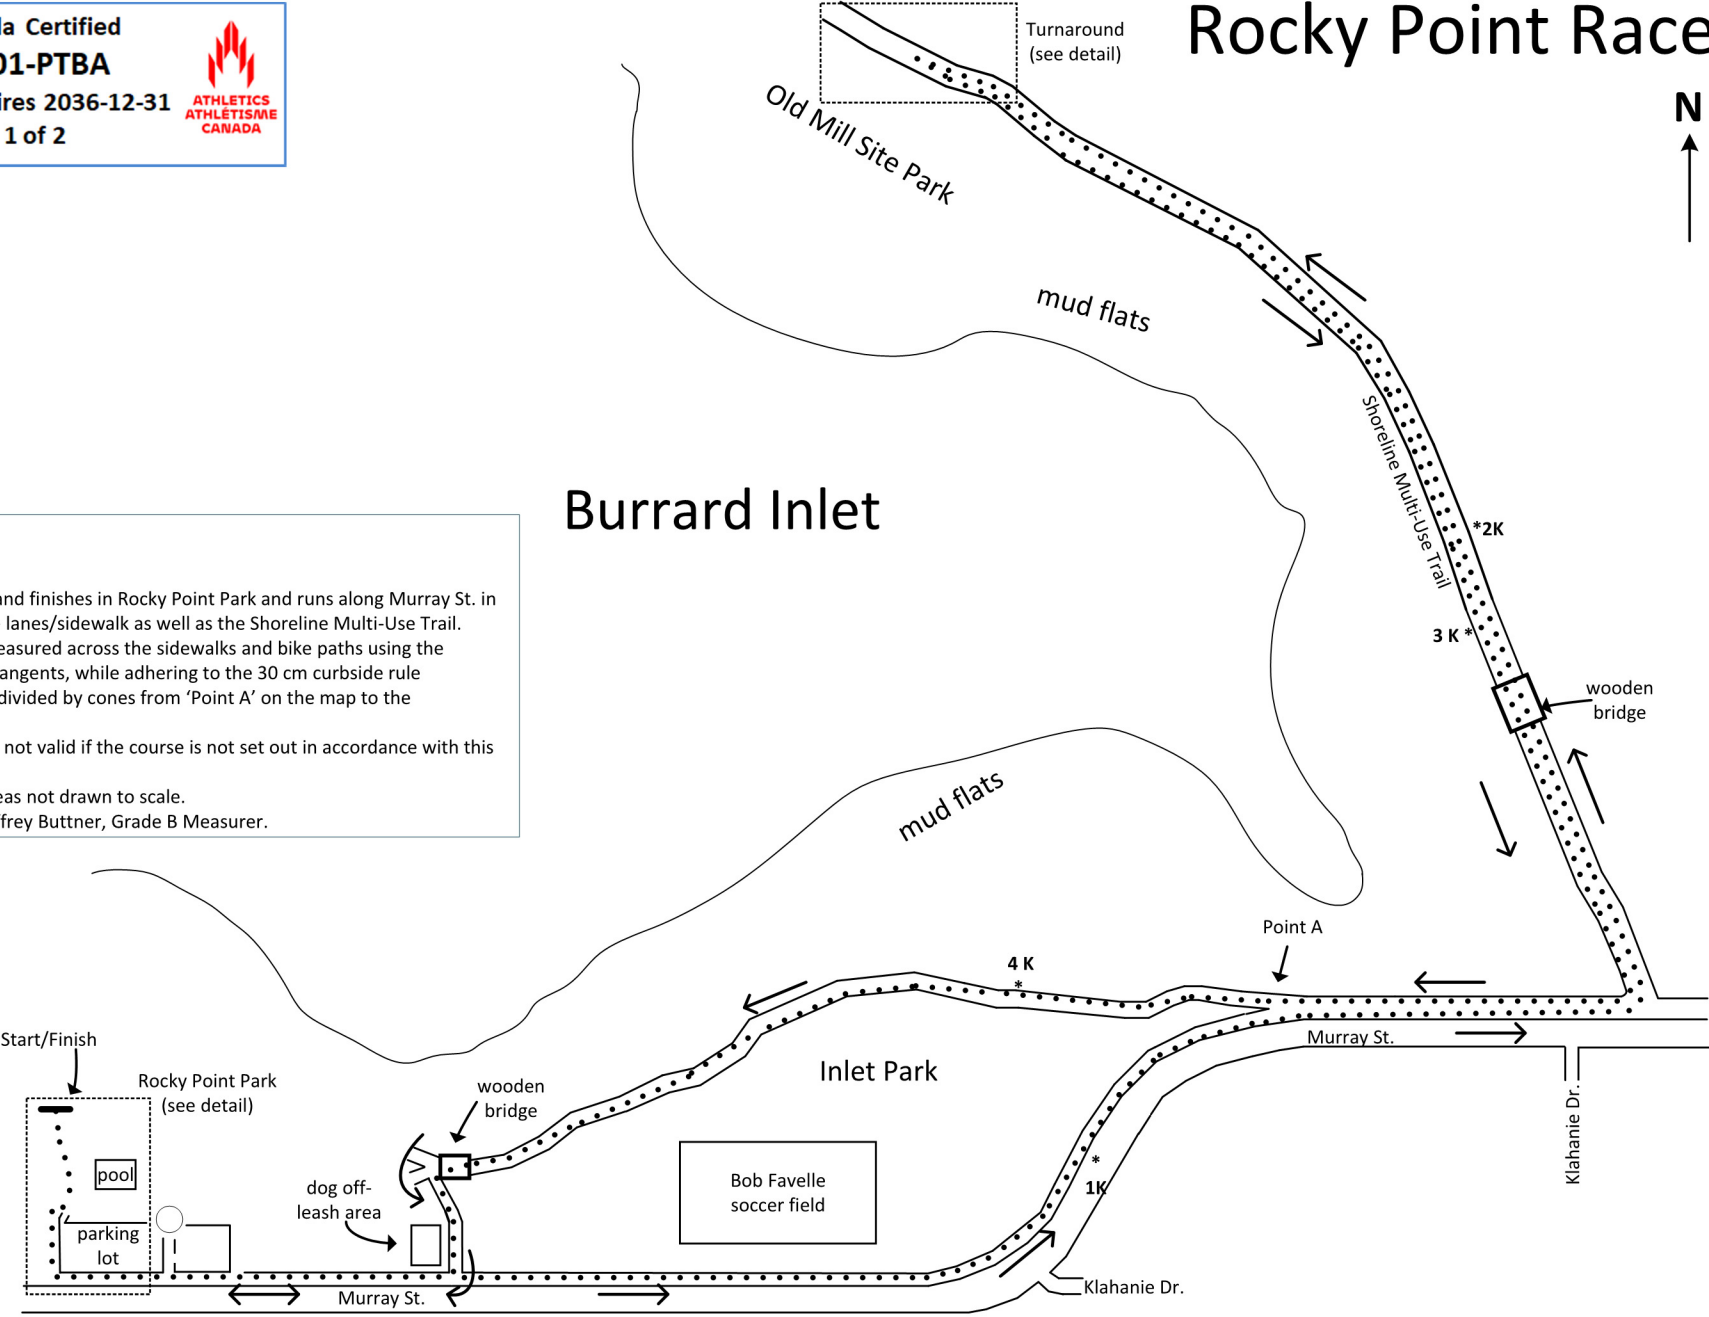 la Certified
01-PTBA
ires 2036-12-31
1 of 2
ATHLETICS
ATHLÉTISME
CANADA
Turnaround
(see detail)
Rocky Point Race
N
Old Mill Site Park
mud flats
Shoreline Multi-Use Trail
Burrard Inlet
*2K
3 K *
and finishes in Rocky Point Park and runs along Murray St. in
lanes/sidewalk as well as the Shoreline Multi-Use Trail.
easured across the sidewalks and bike paths using the
angents, while adhering to the 30 cm curbside rule
divided by cones from ‘Point A’ on the map to the
not valid if the course is not set out in accordance with this
eas not drawn to scale.
frey Buttner, Grade B Measurer.
wooden
bridge
mud flats
Point A
4 K
*
Start/Finish
Rocky Point Park
(see detail)
wooden
bridge
Inlet Park
Murray St.
Klahanie Dr.
pool
parking
lot
dog off-
leash area
Bob Favelle
soccer field
*
1K
Murray St.
Klahanie Dr.